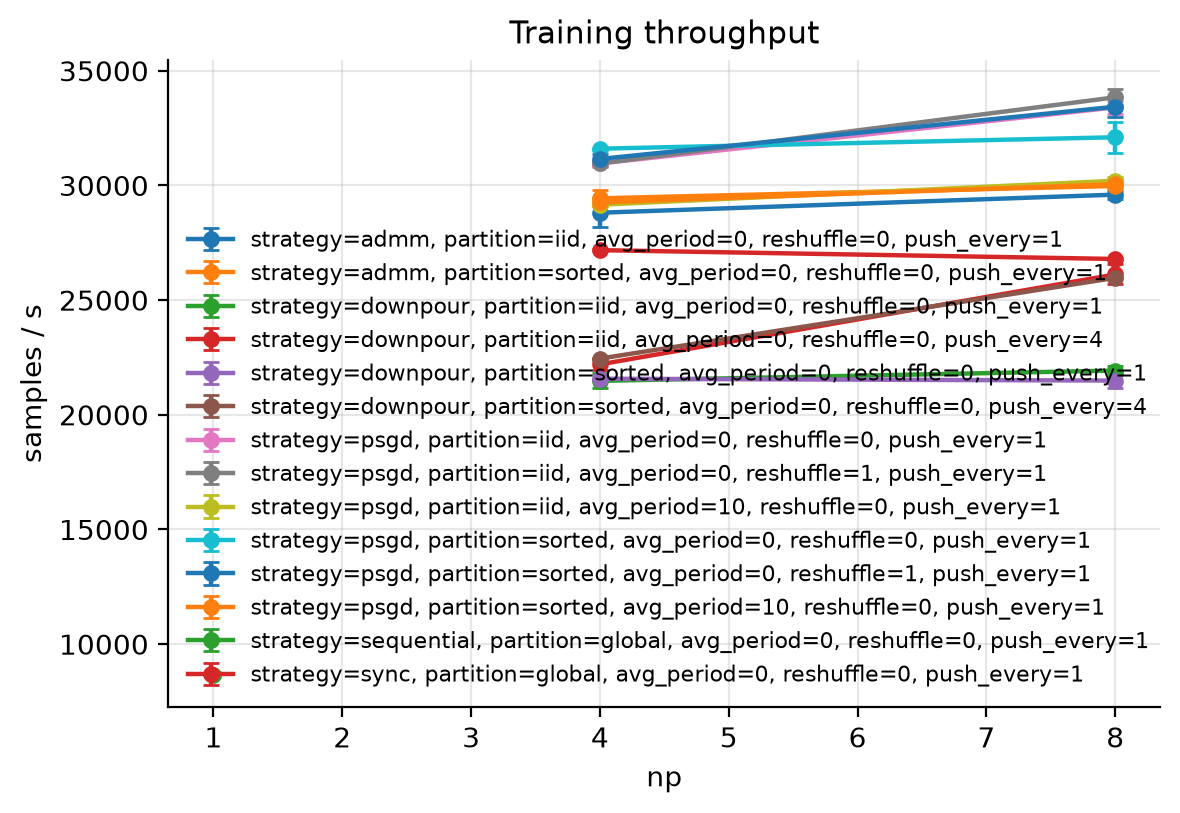 Training throughput
35000
30000
25000
20000
15000
10000
samples / s
strategy=admm, partition=iid, avg_period=0, reshuffle=0, push_every=1
strategy=admm, partition=sorted, avg_period=0, reshuffle=0, push_every=1
strategy=downpour, partition=iid, avg_period=0, reshuffle=0, push_every=1
strategy=downpour, partition=iid, avg_period=0, reshuffle=0, push_every=4
strategy=downpour, partition=sorted, avg_period=0, reshuffle=0, push_every=1
strategy=downpour, partition=sorted, avg_period=0, reshuffle=0, push_every=4
strategy=psgd, partition=iid, avg_period=0, reshuffle=0, push_every=1
strategy=psgd, partition=iid, avg_period=0, reshuffle=1, push_every=1
strategy=psgd, partition=iid, avg_period=10, reshuffle=0, push_every=1
strategy=psgd, partition=sorted, avg_period=0, reshuffle=0, push_every=1
strategy=psgd, partition=sorted, avg_period=0, reshuffle=1, push_every=1
strategy=psgd, partition=sorted, avg_period=10, reshuffle=0, push_every=1
strategy=sequential, partition=global, avg_period=0, reshuffle=0, push_every=1
strategy=sync, partition=global, avg_period=0, reshuffle=0, push_every=1
1 2 3 4 5 6 7 8
np